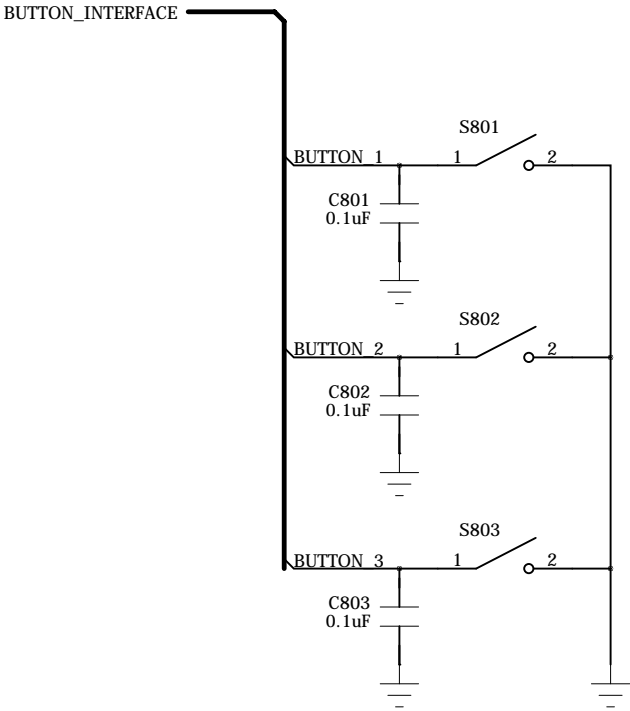 BUTTON_INTERFACE
S801
BUTTON_1 1 2
C801
0.1uF
S802
BUTTON_2 1 2
C802
0.1uF
S803
BUTTON_3 1 2
C803
0.1uF